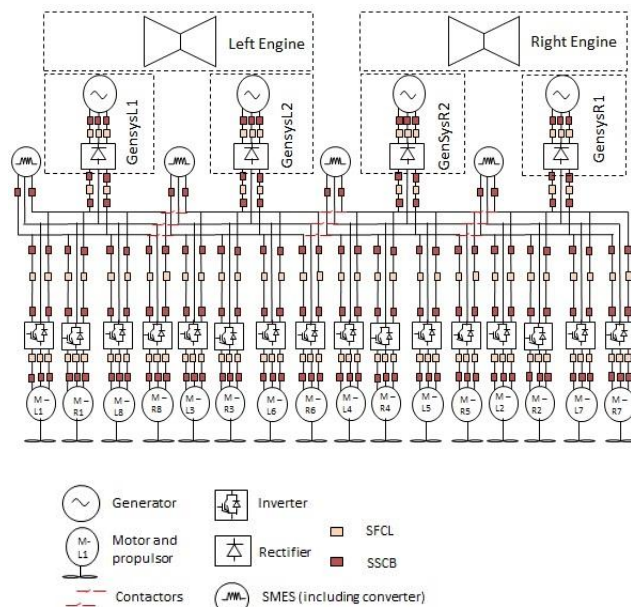 Left Engine
Right Engine
GensysL1
GensysL2
GenSysR2
GensysR1
M-L1
M-R1
M-L8
M-R8
M-L3
M-R3
M-L6
M-R6
M-L4
M-R4
M-L5
M-R5
M-L2
M-R2
M-L7
M-R7
Generator
Inverter
M-
L1
Motor and
propulsor
Rectifier
SFCL
SSCB
Contactors
SMES (including converter)